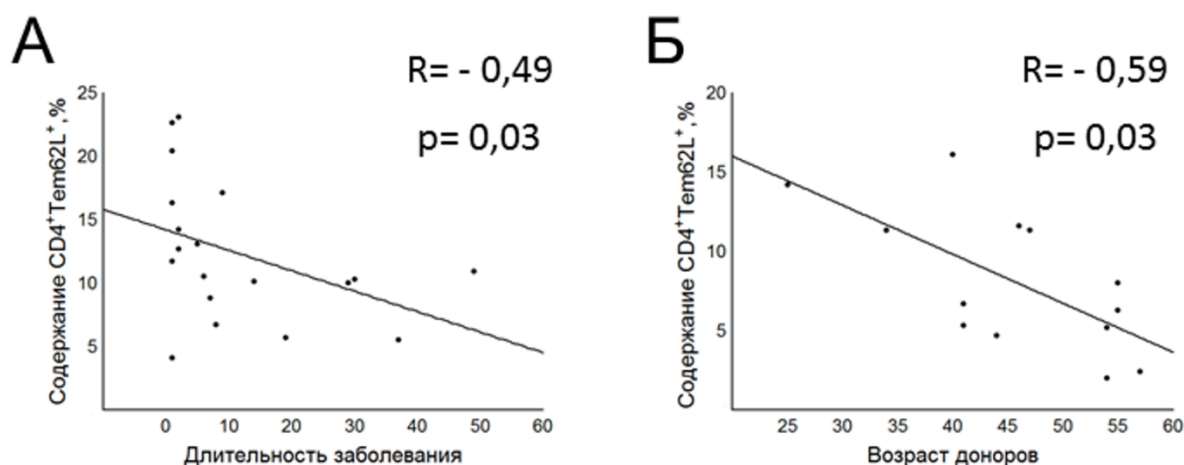 А
R= - 0,49
p= 0,03
Содержание CD4⁺Tem62L⁺,%
25
20
15
10
5
0 10 20 30 40 50 60
Длительность заболевания
Б
R= - 0,59
p= 0,03
Содержание CD4⁺Tem62L⁺,%
20
15
10
5
25 30 35 40 45 50 55 60
Возраст доноров